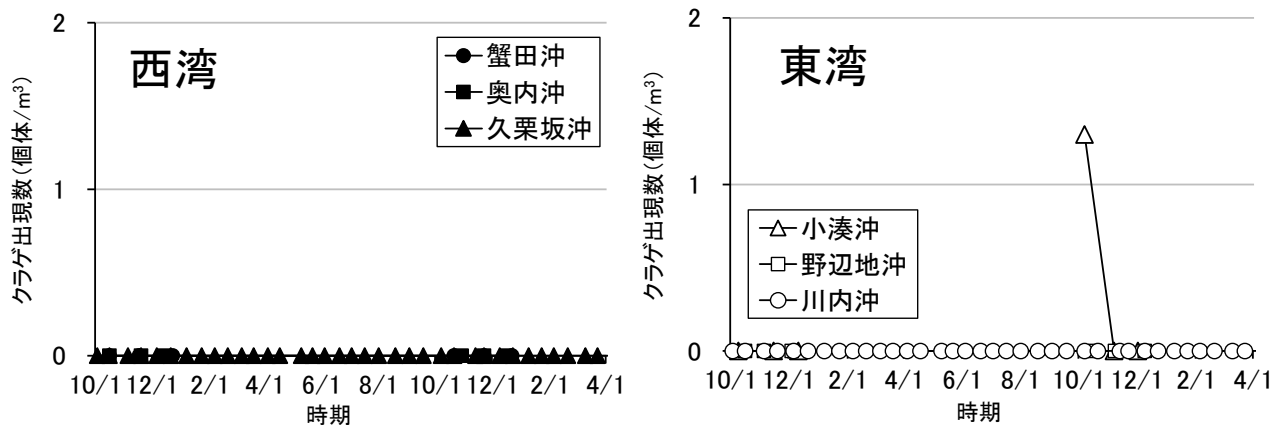 西湾
クラゲ出現数(個体/m³)
2
1
0
蟹田沖
奥内沖
久栗坂沖
10/1 12/1 2/1 4/1 6/1 8/1 10/1 12/1 2/1 4/1
時期
東湾
クラゲ出現数(個体/m³)
2
1
0
小湊沖
野辺地沖
川内沖
10/1 12/1 2/1 4/1 6/1 8/1 10/1 12/1 2/1 4/1
時期